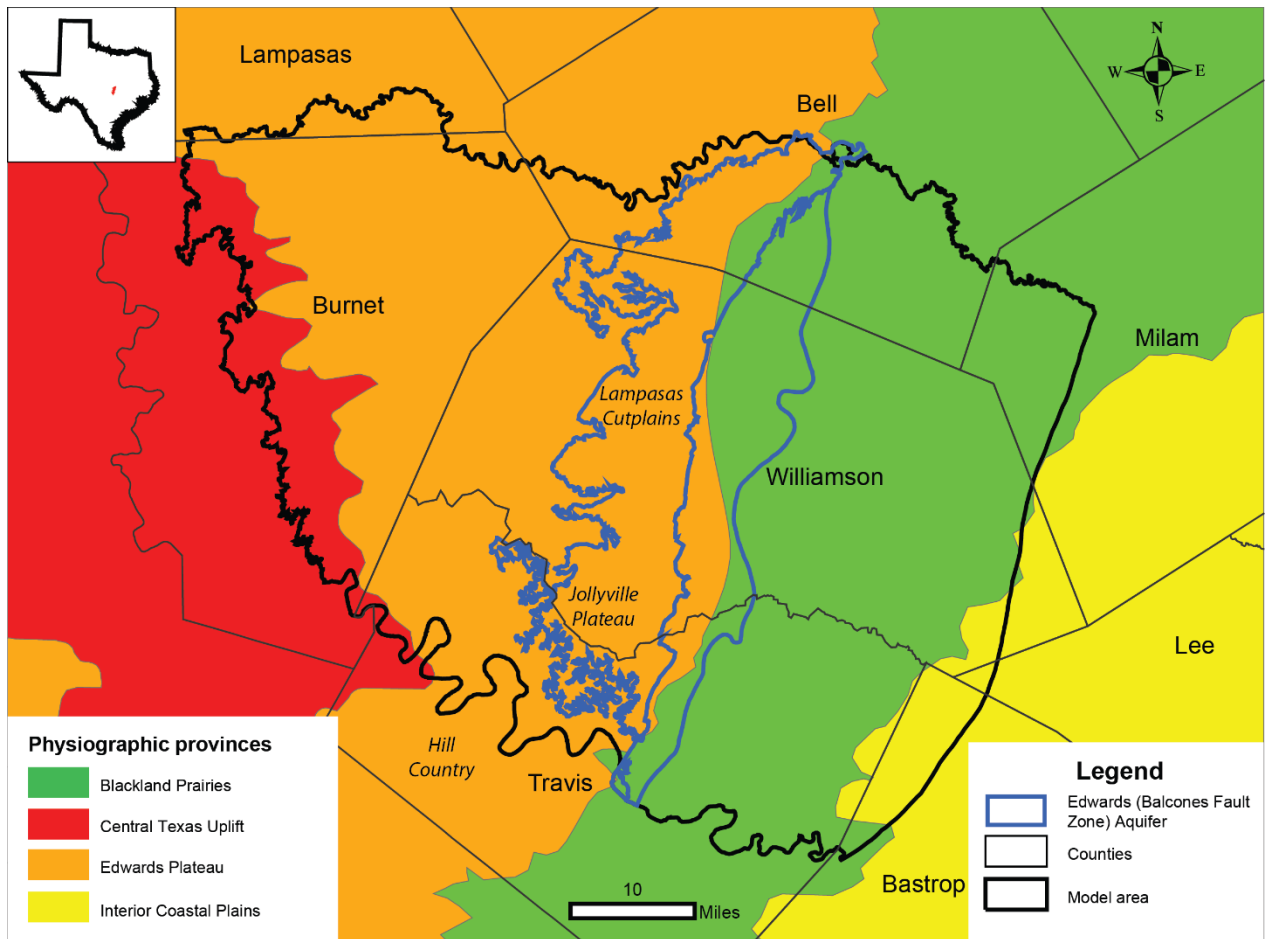 Lampasas
N
W
E
S
Bell
Burnet
Milam
Lampasas
Cutplains
Williamson
Jollyville
Plateau
Lee
Hill
Country
Travis
Bastrop
Physiographic provinces
Blackland Prairies
Central Texas Uplift
Edwards Plateau
Interior Coastal Plains
10
Miles
Legend
Edwards (Balcones Fault
Zone) Aquifer
Counties
Model area